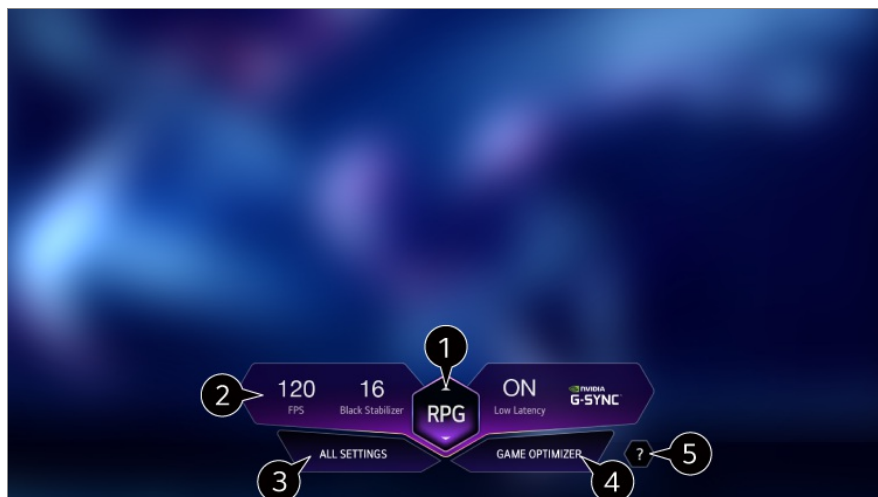 1
2
120
FPS
16
Black Stabilizer
RPG
ON
Low Latency
NVIDIA
G-SYNC
ALL SETTINGS
GAME OPTIMIZER
?
5
3
4